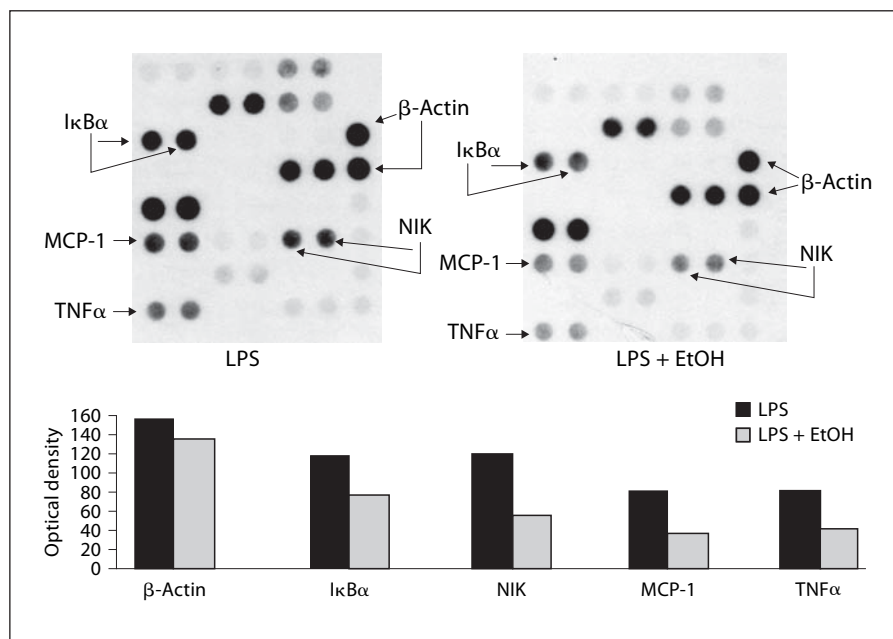 IκBα
β-Actin
MCP-1
NIK
TNFα
LPS
IκBα
β-Actin
MCP-1
NIK
TNFα
LPS + EtOH
Optical density
160
140
120
100
80
60
40
20
0
LPS
LPS + EtOH
β-Actin
IκBα
NIK
MCP-1
TNFα